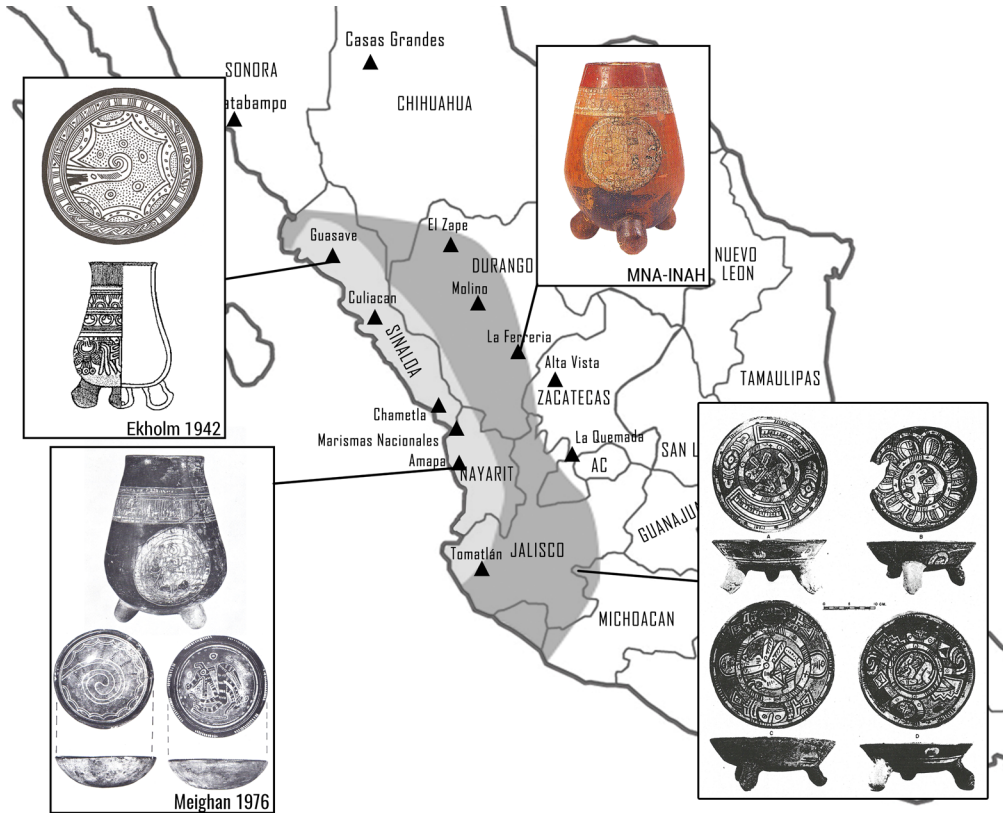 Casas Grandes
SONORA
atabampo
CHIHUAHUA
MNA-INAH
Ekholm 1942
Guasave
El Zape
DURANGO
NUEVO
LEON
Molino
Culiacan
SINALOA
La Ferreria
Alta Vista
TAMAULIPAS
ZACATECAS
Chametla
Marismas Nacionales
La Quemada
Amapa
NAYARIT
AC
SAN L
GUANAJU
Tomatlán
JALISCO
MICHOACAN
Meighan 1976
A
B
C
D